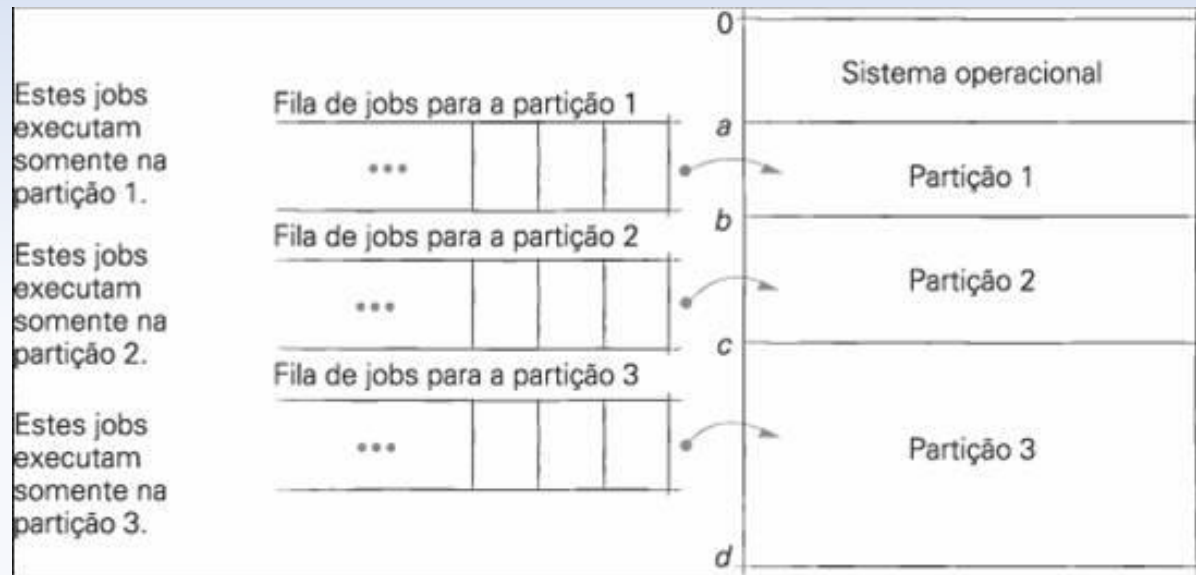 Estes jobs
executam
somente na
partição 1.
Fila de jobs para a partição 1
Estes jobs
executam
somente na
partição 2.
Fila de jobs para a partição 2
Estes jobs
executam
somente na
partição 3.
Fila de jobs para a partição 3
0
Sistema operacional
a
Partição 1
b
Partição 2
c
Partição 3
d